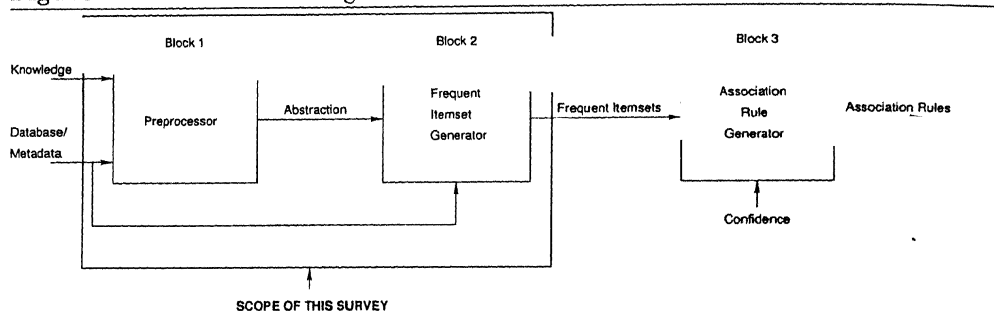 Block 1
Block 2
Block 3
Knowledge
Database/
Metadata
Preprocessor
Abstraction
Frequent
Itemset
Generator
Frequent Itemsets
Association
Rule
Generator
Association Rules
Confidence
SCOPE OF THIS SURVEY